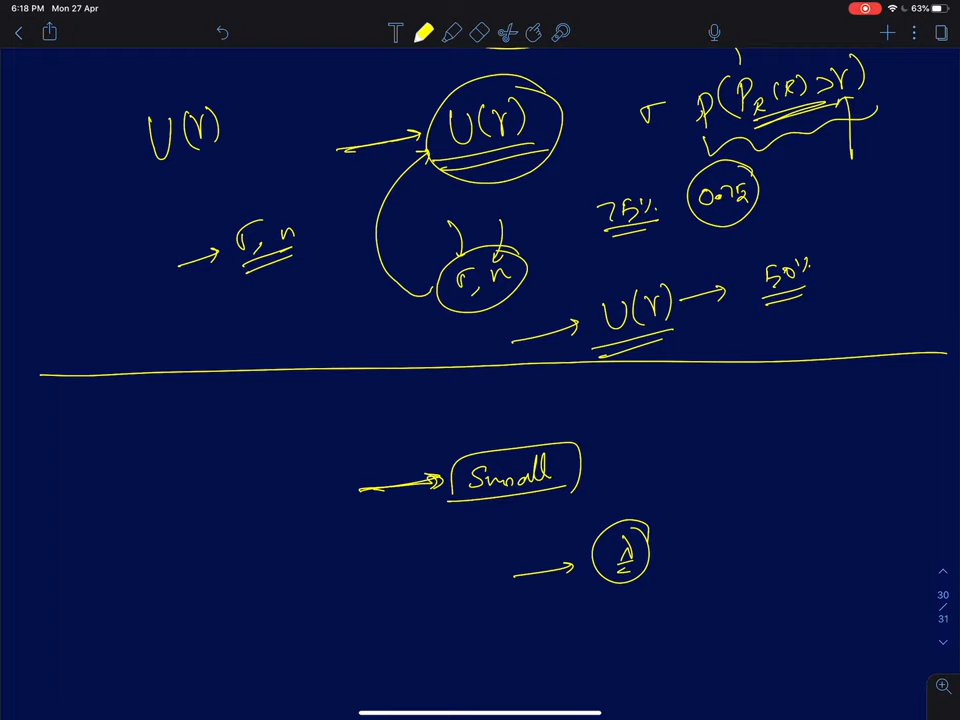 6:18 PM Mon 27 Apr
63%
U(γ)
U(γ)
σ P(P_R(R) > γ)
0.75
75%
σ, n
σ, n
U(γ) → 50%
Small
λ
30
/
31